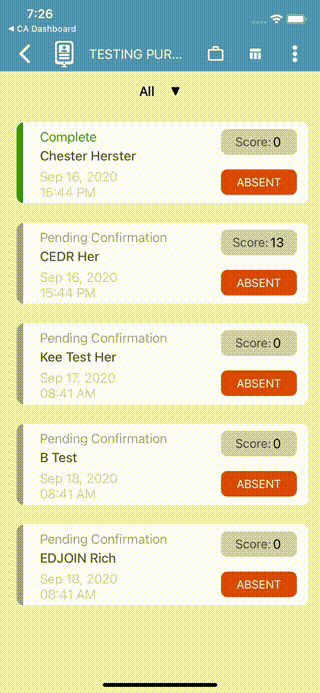 7:26
◀ CA Dashboard
TESTING PUR...
All ▼
Complete
Chester Herster
Sep 16, 2020
15:44 PM
Score: 0
ABSENT
Pending Confirmation
CEDR Her
Sep 16, 2020
15:44 PM
Score: 13
ABSENT
Pending Confirmation
Kee Test Her
Sep 17, 2020
08:41 AM
Score: 0
ABSENT
Pending Confirmation
B Test
Sep 18, 2020
08:41 AM
Score: 0
ABSENT
Pending Confirmation
EDJOIN Rich
Sep 18, 2020
08:41 AM
Score: 0
ABSENT